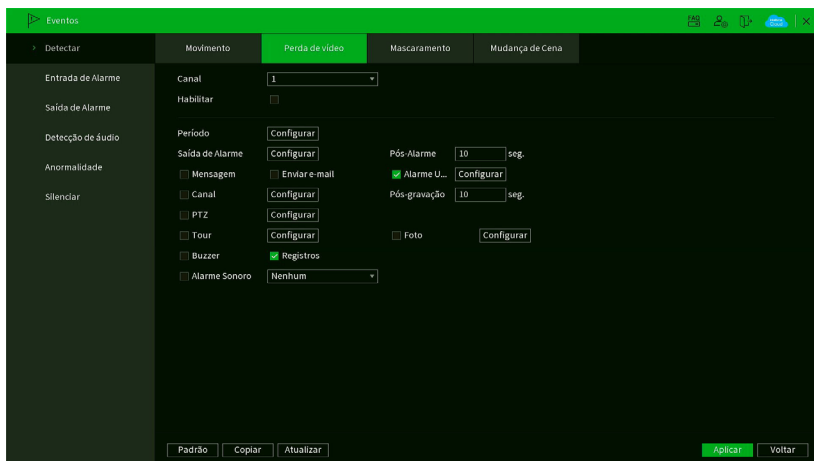 Eventos FAQ
Detectar Movimento Perda de vídeo Mascaramento Mudança de Cena
Entrada de Alarme
Saída de Alarme
Detecção de áudio
Anormalidade
Silenciar
Canal 1
Habilitar
Período Configurar
Saída de Alarme Configurar Pós-Alarme 10 seg.
Mensagem Enviar e-mail Alarme U... Configurar
Canal Configurar Pós-gravação 10 seg.
PTZ Configurar
Tour Configurar Foto Configurar
Buzzer Registros
Alarme Sonoro Nenhum
Padrão Copiar Atualizar Aplicar Voltar